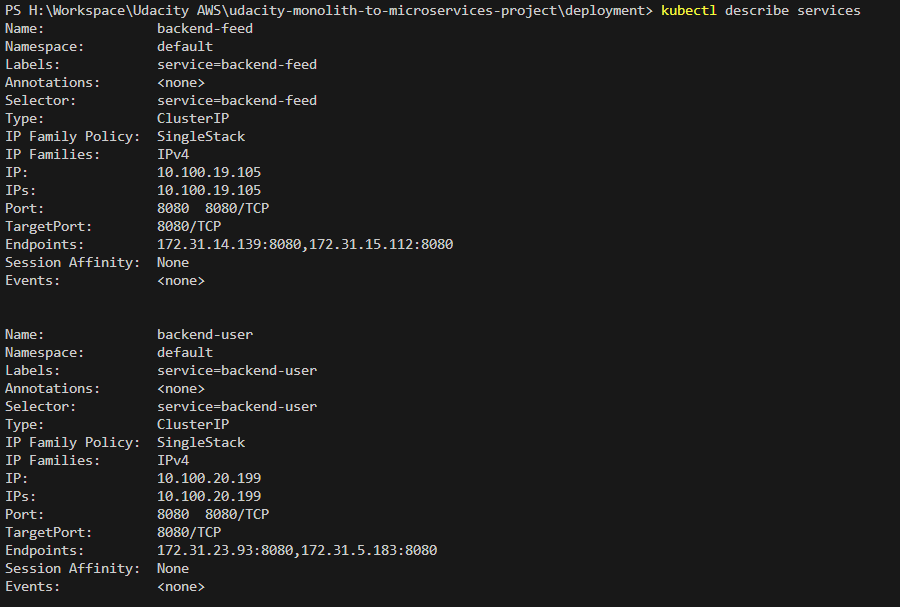 PS H:\Workspace\Udacity AWS\udacity-monolith-to-microservices-project\deployment> kubectl describe services
Name:              backend-feed
Namespace:         default
Labels:            service=backend-feed
Annotations:       <none>
Selector:          service=backend-feed
Type:              ClusterIP
IP Family Policy:  SingleStack
IP Families:       IPv4
IP:                10.100.19.105
IPs:               10.100.19.105
Port:              8080  8080/TCP
TargetPort:        8080/TCP
Endpoints:         172.31.14.139:8080,172.31.15.112:8080
Session Affinity:  None
Events:            <none>
Name:              backend-user
Namespace:         default
Labels:            service=backend-user
Annotations:       <none>
Selector:          service=backend-user
Type:              ClusterIP
IP Family Policy:  SingleStack
IP Families:       IPv4
IP:                10.100.20.199
IPs:               10.100.20.199
Port:              8080  8080/TCP
TargetPort:        8080/TCP
Endpoints:         172.31.23.93:8080,172.31.5.183:8080
Session Affinity:  None
Events:            <none>